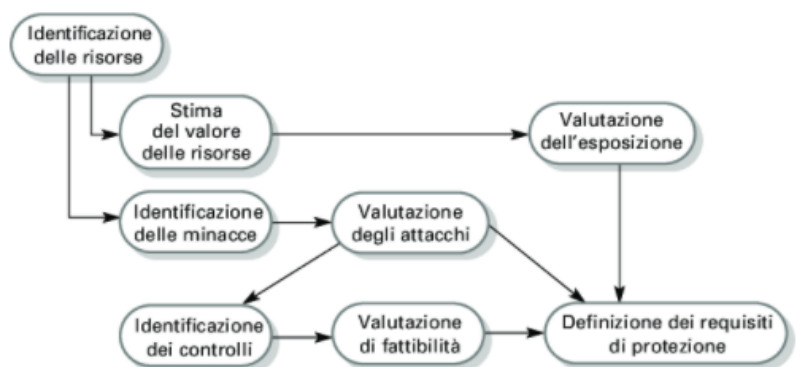 Identificazione
delle risorse
Stima
del valore
delle risorse
Valutazione
dell'esposizione
Identificazione
delle minacce
Valutazione
degli attacchi
Identificazione
dei controlli
Valutazione
di fattibilità
Definizione dei requisiti
di protezione